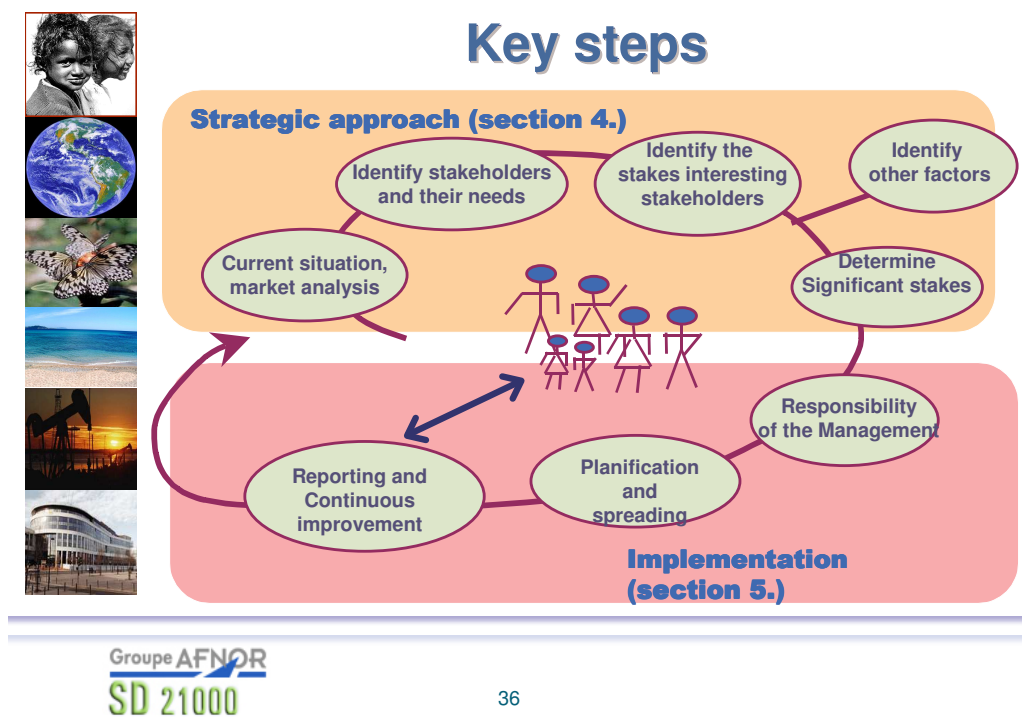 Key steps
Strategic approach (section 4.)
Identify stakeholders
and their needs
Identify the
stakes interesting
stakeholders
Identify
other factors
Current situation,
market analysis
Determine
Significant stakes
Responsibility
of the Management
Planification
and
spreading
Reporting and
Continuous
improvement
Implementation
(section 5.)
Groupe AFNOR
SD 21000
36